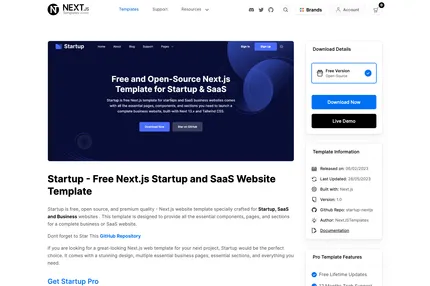 NEXT.js
Templates Support Resources
Brands
Account
0
Startup
Home About Blog Support Pages
Sign In
Sign Up
Free and Open-Source Next.js
Template for Startup & SaaS
Startup is free Next.js template for startups and SaaS business websites comes
with all the essential pages, components, and sections you need to launch a
complete business website, built-with Next 13.x and Tailwind CSS.
Download Now
Star on GitHub
Startup - Free Next.js Startup and SaaS Website
Template
Startup is free, open source, and premium quality - Next.js website template specially crafted for Startup, SaaS
and Business websites . This template is designed to provide all the essential components, pages, and sections
for a complete business or SaaS website.
Dont forget to Star This GitHub Repository
If you are looking for a great-looking Next.js web template for your next project, Startup would be the perfect
choice. It comes with a stunning design, multiple essential business pages, essential sections, and everything you
need.
Get Startup Pro
Download Details
Free Version
Open-Source
Download Now
Live Demo
Template Information
Released on: 05/02/2023
Last Updated: 28/05/2023
Built with: Next.js
Version: 1.0
Github Repo: startup-nextjs
Author: NextJSTemplates
Documentation
Pro Template Features
Free Lifetime Updates